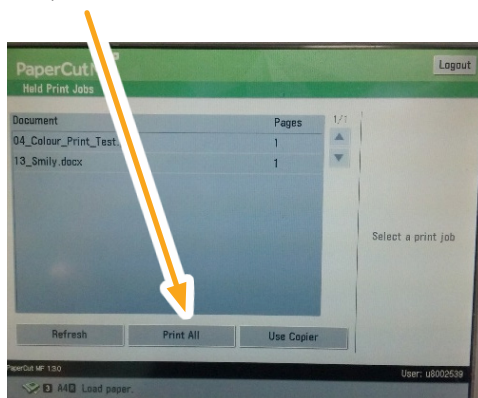 PaperCut
Logout
Held Print Jobs
Document Pages 1/1
04_Colour_Print_Test. 1
13_Smily.docx 1
Select a print job
Refresh Print All Use Copier
PaperCut MF 1.3.0 User: u8002539
3 A4 Load paper.